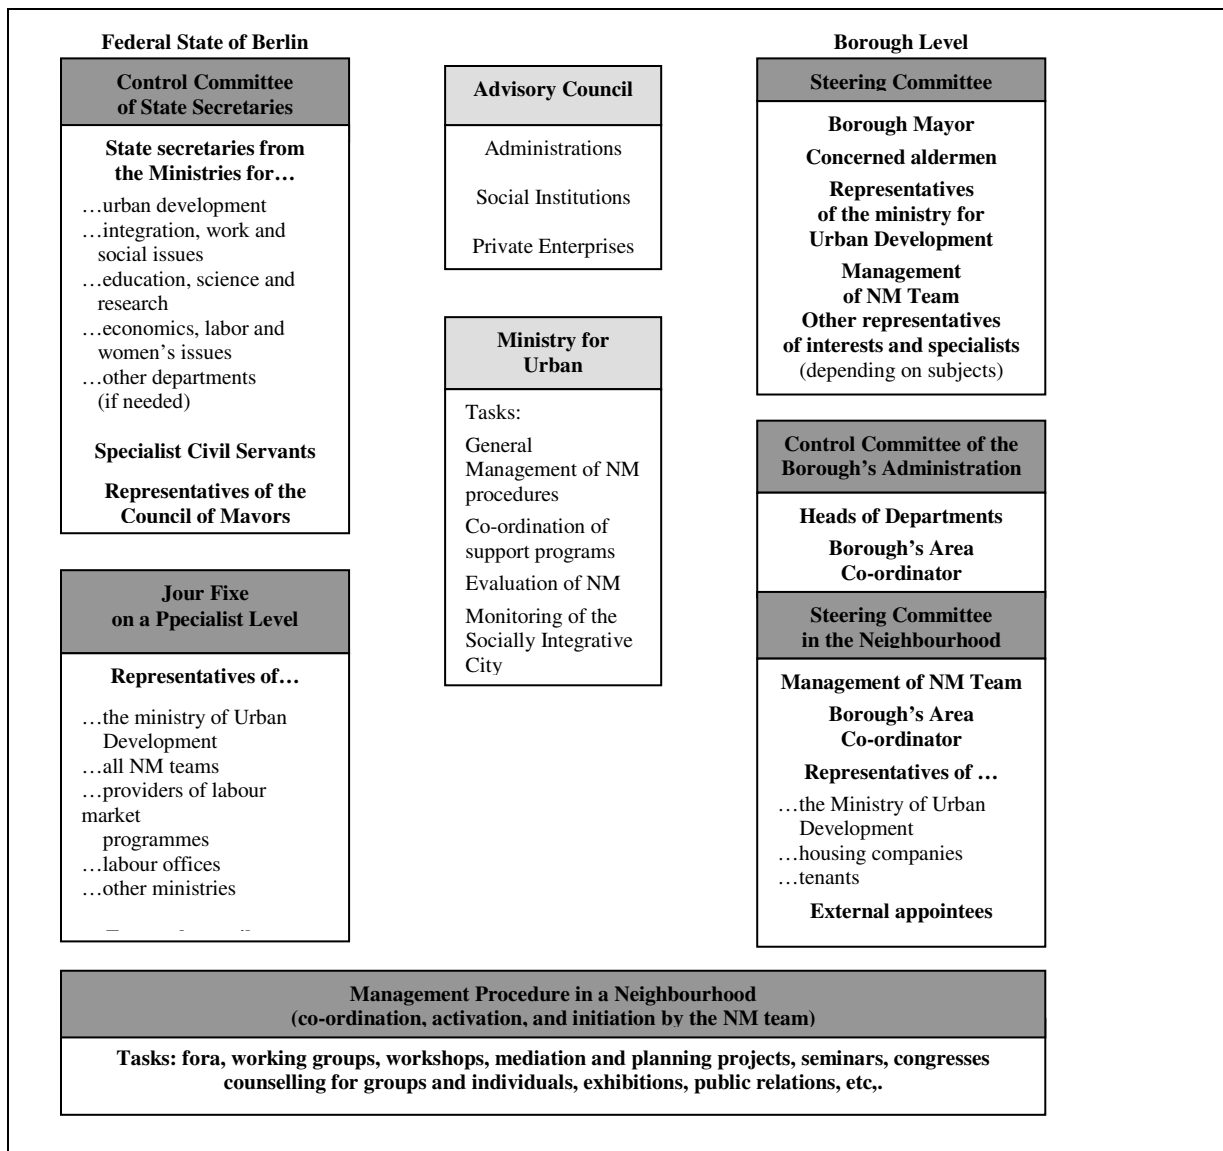 Federal State of Berlin
Control Committee
of State Secretaries
State secretaries from
the Ministries for…
…urban development
…integration, work and
social issues
…education, science and
research
…economics, labor and
women's issues
…other departments
(if needed)
Specialist Civil Servants
Representatives of the
Council of Mayors
Jour Fixe
on a Ppecialist Level
Representatives of…
…the ministry of Urban
Development
…all NM teams
…providers of labour
market
programmes
…labour offices
…other ministries
Advisory Council
Administrations
Social Institutions
Private Enterprises
Ministry for
Urban
Tasks:
General
Management of NM
procedures
Co-ordination of
support programs
Evaluation of NM
Monitoring of the
Socially Integrative
City
Borough Level
Steering Committee
Borough Mayor
Concerned aldermen
Representatives
of the ministry for
Urban Development
Management
of NM Team
Other representatives
of interests and specialists
(depending on subjects)
Control Committee of the
Borough's Administration
Heads of Departments
Borough's Area
Co-ordinator
Steering Committee
in the Neighbourhood
Management of NM Team
Borough's Area
Co-ordinator
Representatives of …
…the Ministry of Urban
Development
…housing companies
…tenants
External appointees
Management Procedure in a Neighbourhood
(co-ordination, activation, and initiation by the NM team)
Tasks: fora, working groups, workshops, mediation and planning projects, seminars, congresses
counselling for groups and individuals, exhibitions, public relations, etc,.